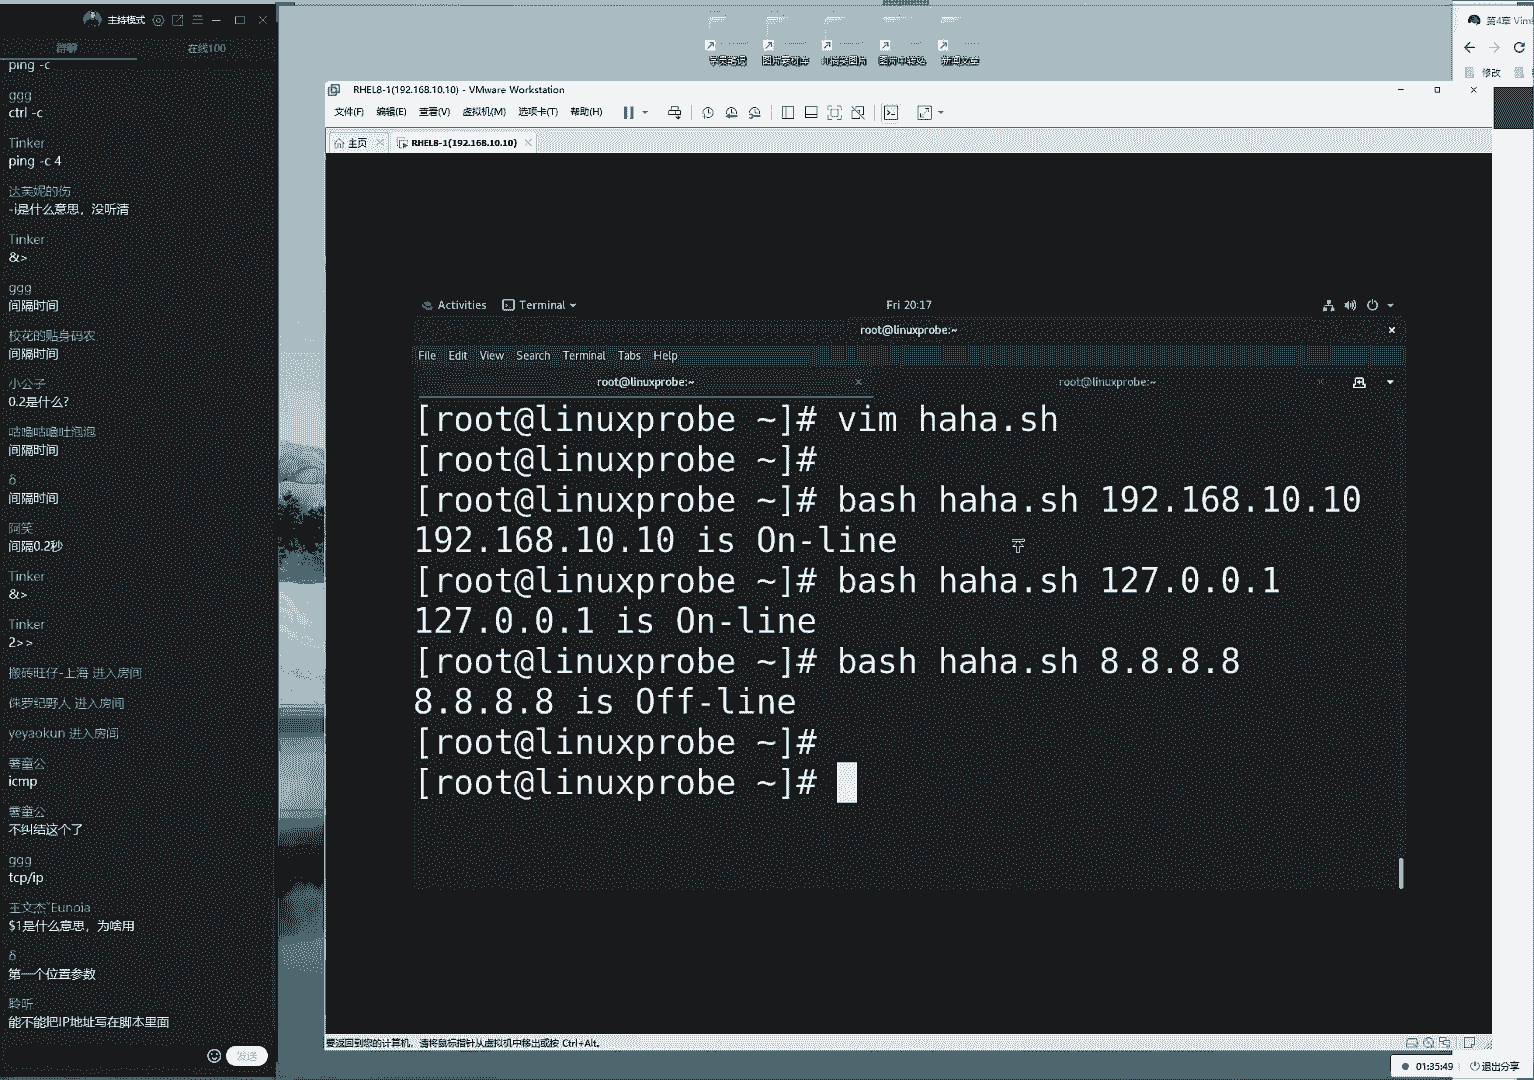 主持模式
群聊
在线100
ping -c
ggg
ctrl -c
Tinker
ping -c 4
达芙妮的伤
-i是什么意思，没听清
Tinker
&>
ggg
间隔时间
校花的贴身码农
间隔时间
小公子
0.2是什么？
咕噜咕噜吐泡泡
间隔时间
δ
间隔时间
阿笑
间隔0.2秒
Tinker
&>
Tinker
2>>
搬砖旺仔-上海 进入房间
侏罗纪野人 进入房间
yeyaokun 进入房间
薯童公
icmp
薯童公
不纠结这个了
ggg
tcp/ip
王文杰`Eunoia
$1是什么意思，为啥用
δ
第一个位置参数
聆听
能不能把IP地址写在脚本里面
发送
图片素材库
图片中转站
RHEL8-1(192.168.10.10) - VMware Workstation
文件(F) 编辑(E) 查看(V) 虚拟机(M) 选项卡(T) 帮助(H)
主页
RHEL8-1(192.168.10.10)
Activities
Terminal
Fri 20:17
root@linuxprobe:~
File Edit View Search Terminal Tabs Help
root@linuxprobe:~
root@linuxprobe:~
[root@linuxprobe ~]# vim haha.sh
[root@linuxprobe ~]#
[root@linuxprobe ~]# bash haha.sh 192.168.10.10
192.168.10.10 is On-line
[root@linuxprobe ~]# bash haha.sh 127.0.0.1
127.0.0.1 is On-line
[root@linuxprobe ~]# bash haha.sh 8.8.8.8
8.8.8.8 is Off-line
[root@linuxprobe ~]#
[root@linuxprobe ~]#
要返回到您的计算机，请将鼠标指针从虚拟机中移出或按 Ctrl+Alt。
第4章 Vim
修改
01:35:49
退出分享